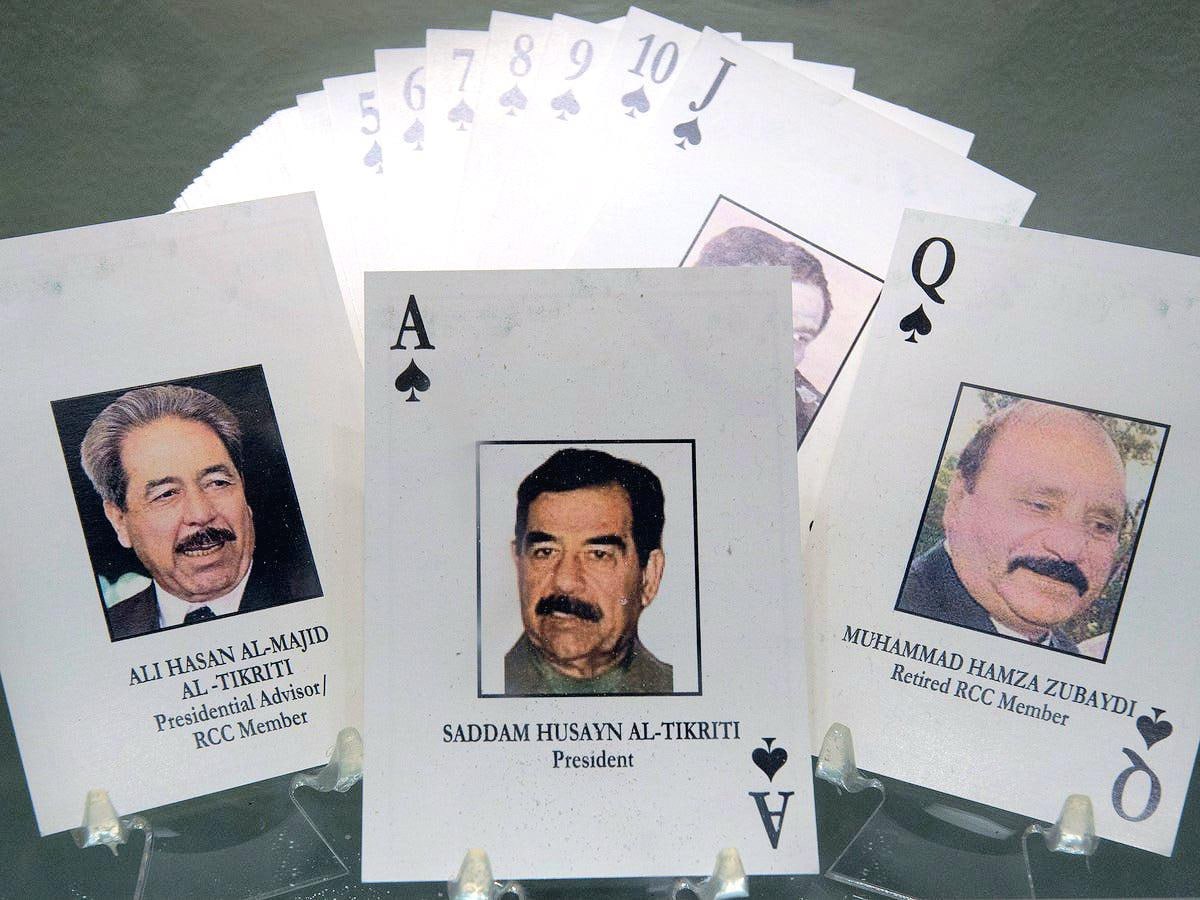 5
6
7
8
9
10
J
ALI HASAN AL-MAJID
AL -TIKRITI
Presidential Advisor/
RCC Member
A
SADDAM HUSAYN AL-TIKRITI
President
A
Q
MUHAMMAD HAMZA ZUBAYDI
Retired RCC Member
Q